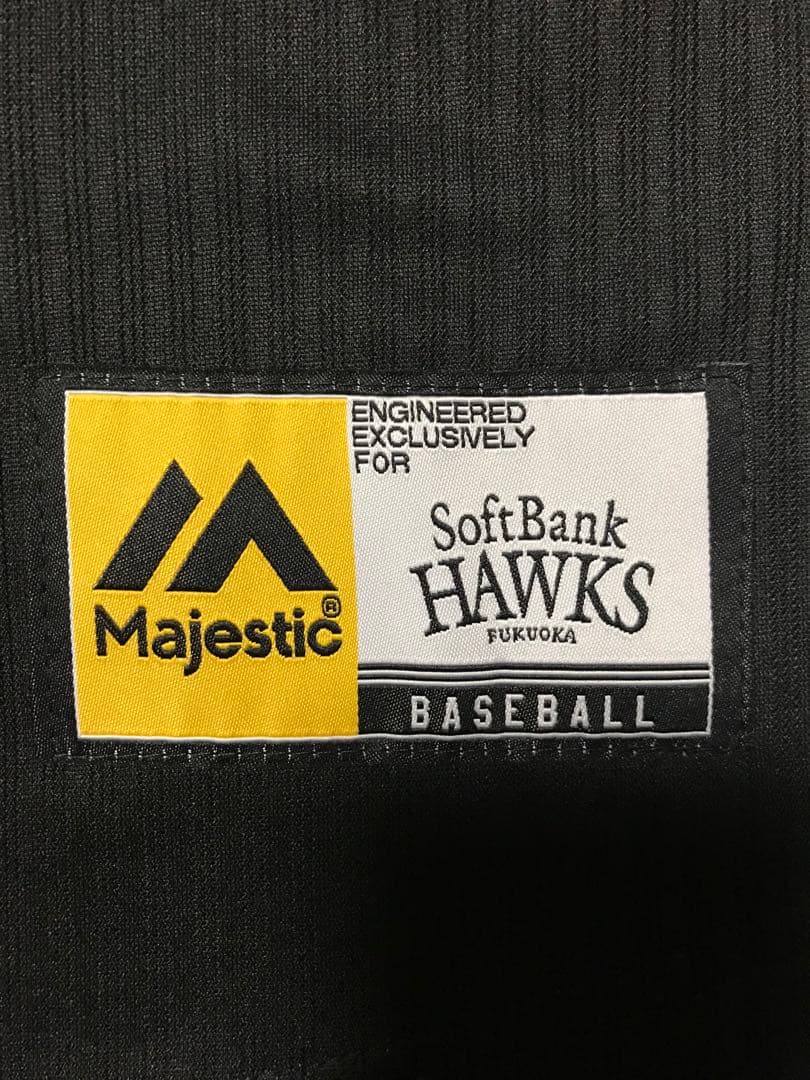 Majestic®
ENGINEERED
EXCLUSIVELY
FOR
SoftBank
HAWKS
FUKUOKA
BASEBALL